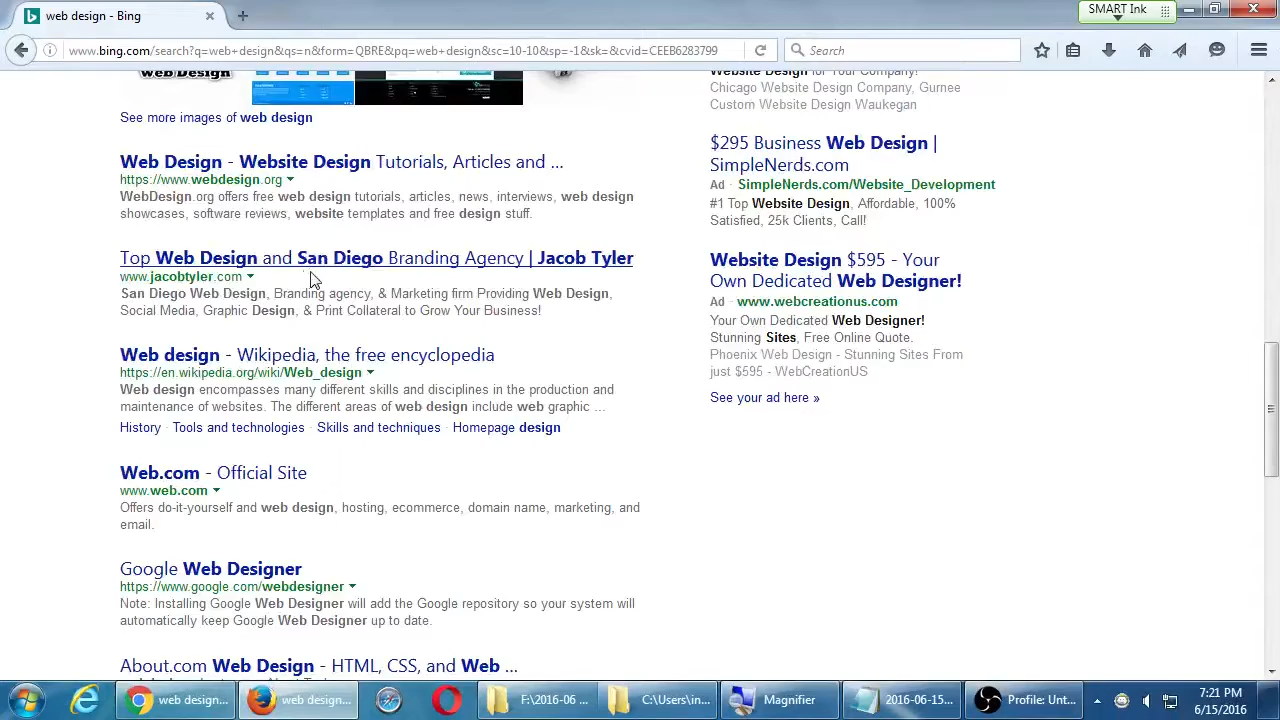 web design - Bing
SMART Ink
www.bing.com/search?q=web+design&qs=n&form=QBRE&pq=web+design&sc=10-10&sp=-1&sk=&cvid=CEEB6283799
Search
Web Design
See more images of web design
Web Design - Website Design Tutorials, Articles and ...
https://www.webdesign.org
WebDesign.org offers free web design tutorials, articles, news, interviews, web design
showcases, software reviews, website templates and free design stuff.
Top Web Design and San Diego Branding Agency | Jacob Tyler
www.jacobtyler.com
San Diego Web Design, Branding agency, & Marketing firm Providing Web Design,
Social Media, Graphic Design, & Print Collateral to Grow Your Business!
Web design - Wikipedia, the free encyclopedia
https://en.wikipedia.org/wiki/Web_design
Web design encompasses many different skills and disciplines in the production and
maintenance of websites. The different areas of web design include web graphic ...
History · Tools and technologies · Skills and techniques · Homepage design
Web.com - Official Site
www.web.com
Offers do-it-yourself and web design, hosting, ecommerce, domain name, marketing, and
email.
Google Web Designer
https://www.google.com/webdesigner
Note: Installing Google Web Designer will add the Google repository so your system will
automatically keep Google Web Designer up to date.
About.com Web Design - HTML, CSS, and Web ...
Website Design for Your Company!
Chicago Website Design Company, Gurnee
Custom Website Design Waukegan
$295 Business Web Design |
SimpleNerds.com
Ad · SimpleNerds.com/Website_Development
#1 Top Website Design, Affordable, 100%
Satisfied, 25k Clients, Call!
Website Design $595 - Your
Own Dedicated Web Designer!
Ad · www.webcreationus.com
Your Own Dedicated Web Designer!
Stunning Sites, Free Online Quote.
Phoenix Web Design - Stunning Sites From
just $595 - WebCreationUS
See your ad here »
web design...
web design...
F:\2016-06 ...
C:\Users\in...
Magnifier
2016-06-15...
Profile: Unt...
7:21 PM
6/15/2016